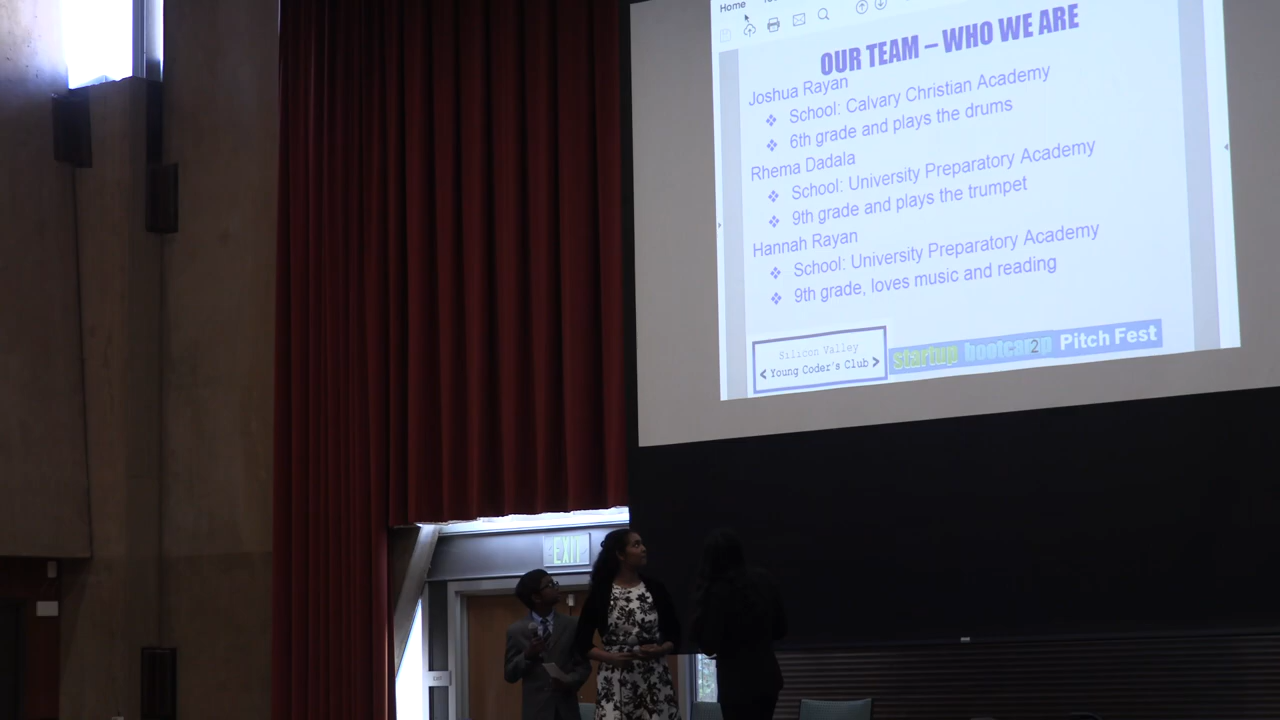 Home
OUR TEAM – WHO WE ARE
Joshua Rayan
❖ School: Calvary Christian Academy
❖ 6th grade and plays the drums
Rhema Dadala
❖ School: University Preparatory Academy
❖ 9th grade and plays the trumpet
Hannah Rayan
❖ School: University Preparatory Academy
❖ 9th grade, loves music and reading
Silicon Valley
< Young Coder's Club >
startup bootcamp Pitch Fest
2
EXIT